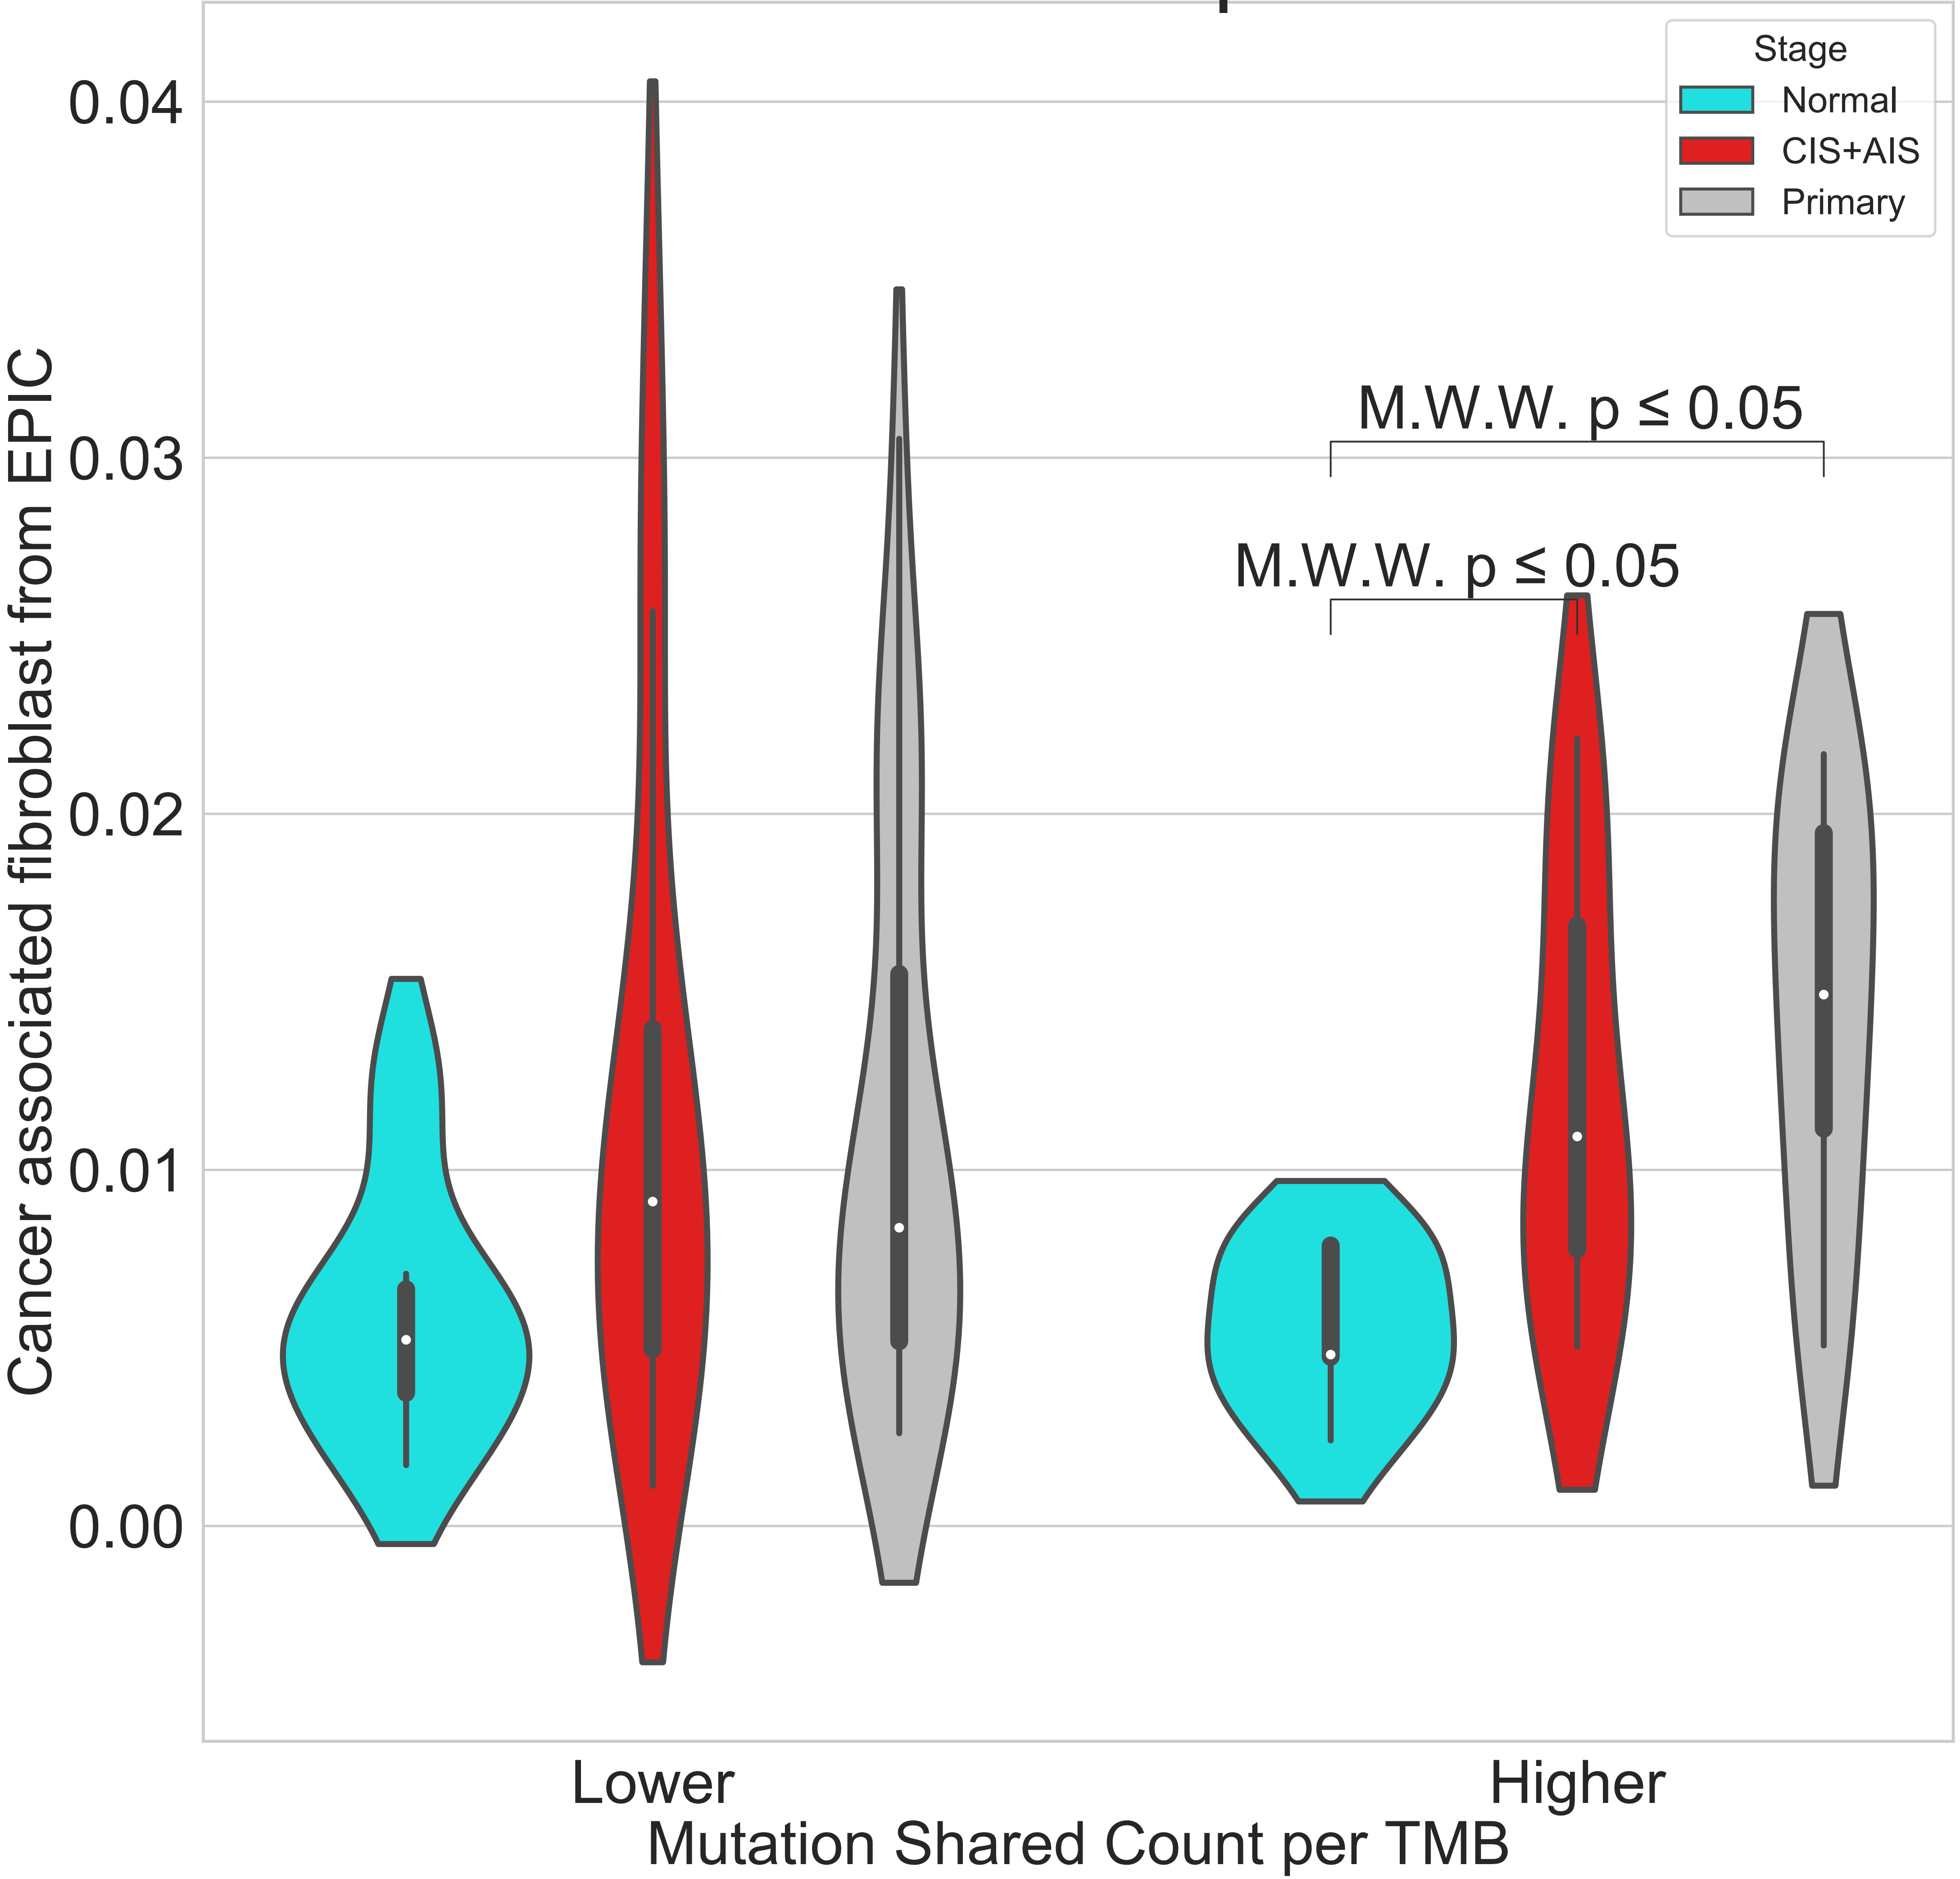 Stage
Normal
CIS+AIS
Primary
Cancer associated fibroblast from EPIC
0.04
0.03
0.02
0.01
0.00
M.W.W. p ≤ 0.05
M.W.W. p ≤ 0.05
Lower
Higher
Mutation Shared Count per TMB